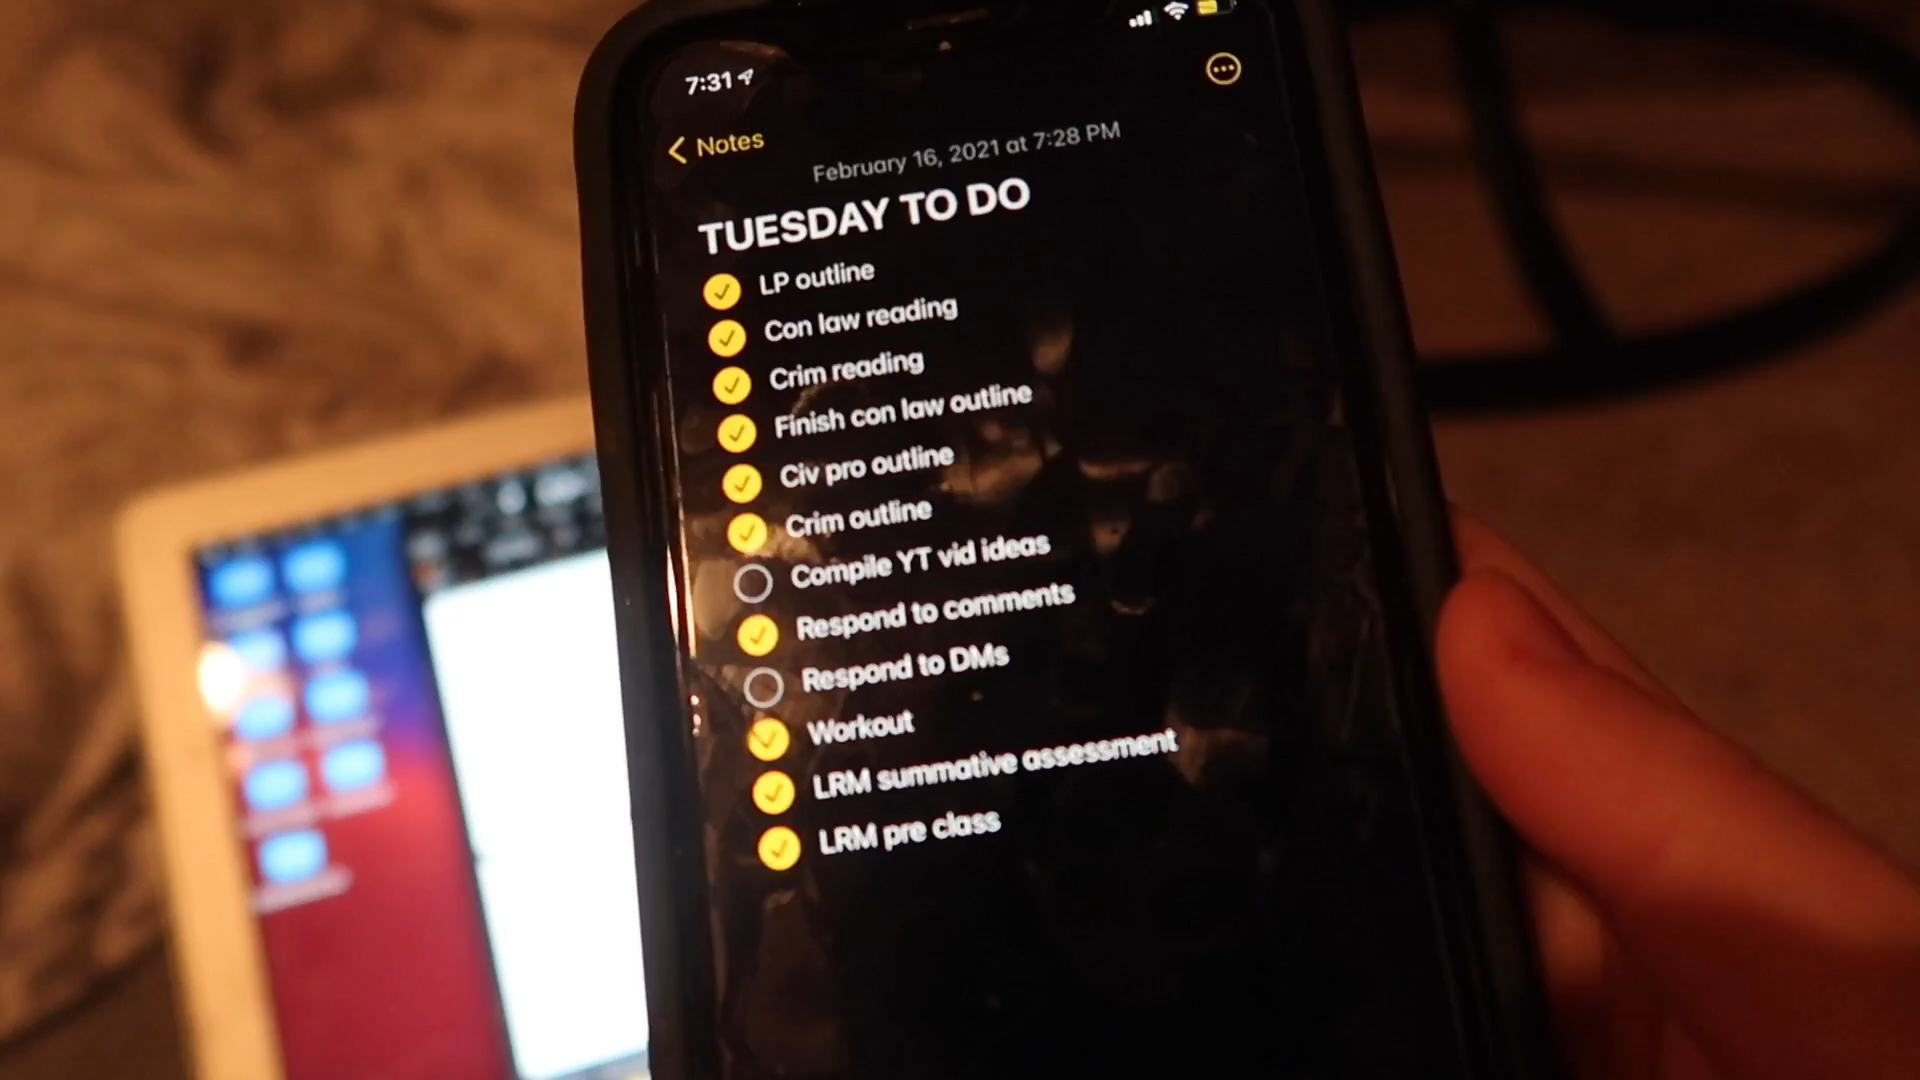 7:31
Notes
February 16, 2021 at 7:28 PM
TUESDAY TO DO
LP outline
Con law reading
Crim reading
Finish con law outline
Civ pro outline
Crim outline
Compile YT vid ideas
Respond to comments
Respond to DMs
Workout
LRM summative assessment
LRM pre class